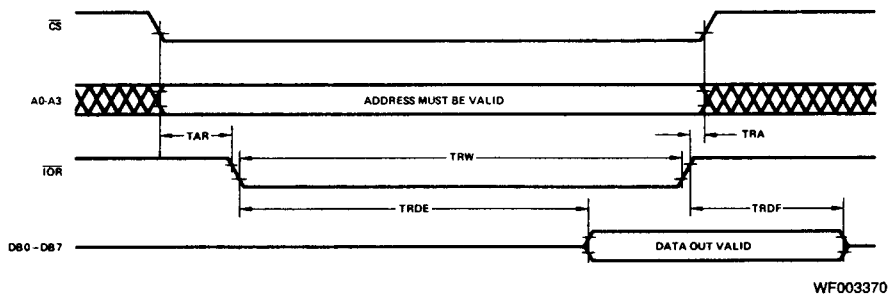 CS
A0-A3
ADDRESS MUST BE VALID
TAR
TRA
IOR
TRW
TRDE
TRDF
DB0-DB7
DATA OUT VALID
WF003370